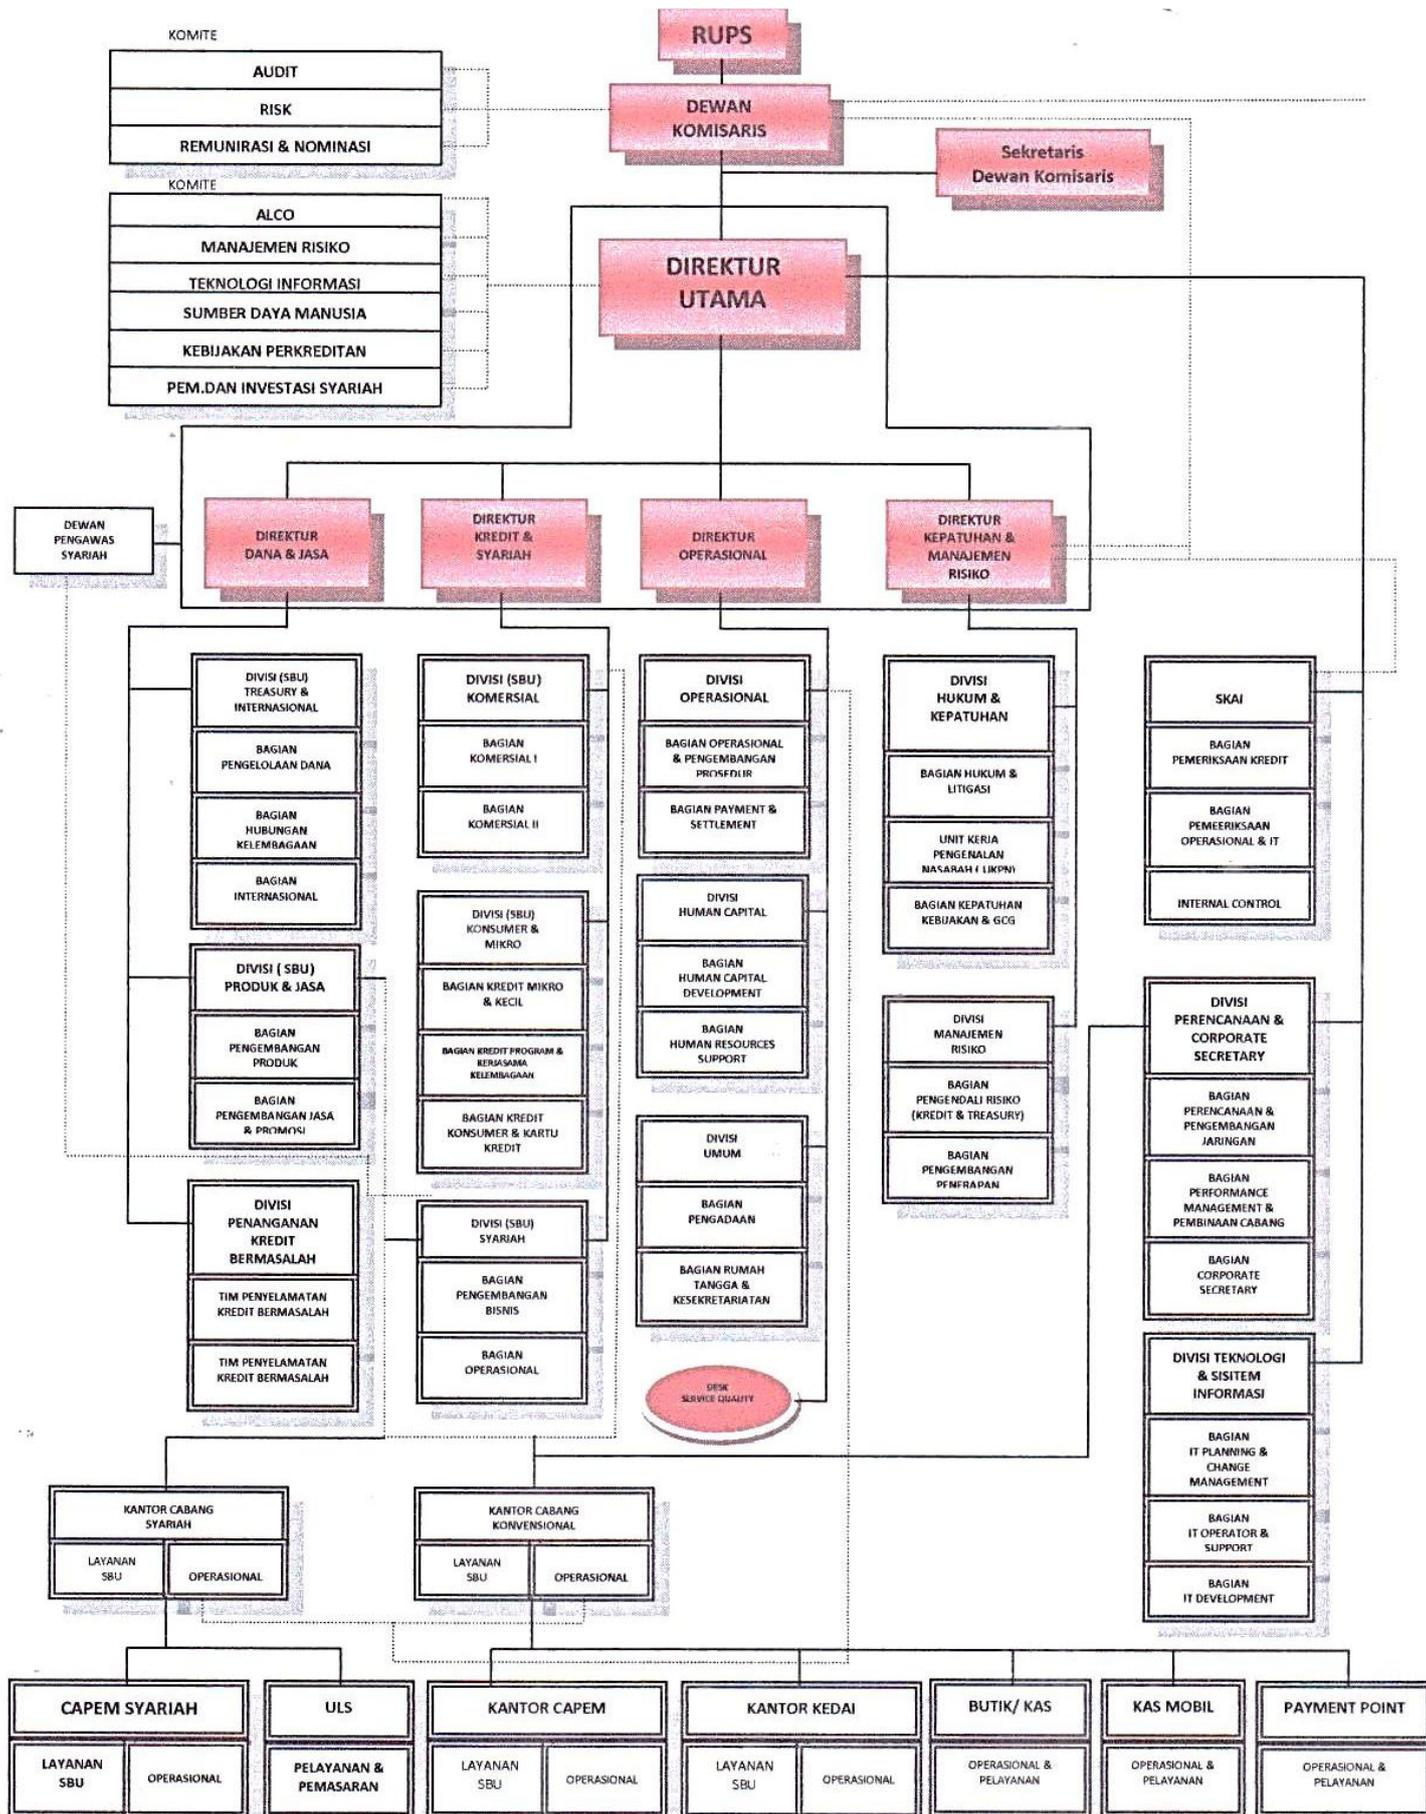 RUPS
KOMITE
AUDIT
RISK
REMUNIRASI & NOMINASI
DEWAN
KOMISARIS
Sekretaris
Dewan Komisaris
KOMITE
ALCO
MANAJEMEN RISIKO
TEKNOLOGI INFORMASI
SUMBER DAYA MANUSIA
KEBIJAKAN PERKREDITAN
PEM.DAN INVESTASI SYARIAH
DIREKTUR
UTAMA
DEWAN
PENGAWAS
SYARIAH
DIREKTUR
DANA & JASA
DIREKTUR
KREDIT &
SYARIAH
DIREKTUR
OPERASIONAL
DIREKTUR
KEPATUHAN &
MANAJEMEN
RISIKO
DIVISI (SBU)
TREASURY &
INTERNASIONAL
BAGIAN
PENGELOLAAN DANA
BAGIAN
HUBUNGAN
KELEMBAGAAN
BAGIAN
INTERNASIONAL
DIVISI ( SBU)
PRODUK & JASA
BAGIAN
PENGEMBANGAN
PRODUK
BAGIAN
PENGEMBANGAN JASA
& PROMOSI
DIVISI
PENANGANAN
KREDIT
BERMASALAH
TIM PENYELAMATAN
KREDIT BERMASALAH
TIM PENYELAMATAN
KREDIT BERMASALAH
DIVISI (SBU)
KOMERSIAL
BAGIAN
KOMERSIAL I
BAGIAN
KOMERSIAL II
DIVISI (SBU)
KONSUMER &
MIKRO
BAGIAN KREDIT MIKRO
& KECIL
BAGIAN KREDIT PROGRAM &
KERJASAMA
KELEMBAGAAN
BAGIAN KREDIT
KONSUMER & KARTU
KREDIT
DIVISI (SBU)
SYARIAH
BAGIAN
PENGEMBANGAN
BISNIS
BAGIAN
OPERASIONAL
DIVISI
OPERASIONAL
BAGIAN OPERASIONAL
& PENGEMBANGAN
PROSEDUR
BAGIAN PAYMENT &
SETTLEMENT
DIVISI
HUMAN CAPITAL
BAGIAN
HUMAN CAPITAL
DEVELOPMENT
BAGIAN
HUMAN RESOURCES
SUPPORT
DIVISI
UMUM
BAGIAN
PENGADAAN
BAGIAN RUMAH
TANGGA &
KESEKRETARIATAN
DESK
SERVICE QUALITY
DIVISI
HUKUM &
KEPATUHAN
BAGIAN HUKUM &
LITIGASI
UNIT KERJA
PENGENALAN
NASABAH ( UKPN)
BAGIAN KEPATUHAN
KEBIJAKAN & GCG
DIVISI
MANAJEMEN
RISIKO
BAGIAN
PENGENDALI RISIKO
(KREDIT & TREASURY)
BAGIAN
PENGEMBANGAN
PENERAPAN
SKAI
BAGIAN
PEMERIKSAAN KREDIT
BAGIAN
PEMEERIKSAAN
OPERASIONAL & IT
INTERNAL CONTROL
DIVISI
PERENCANAAN &
CORPORATE
SECRETARY
BAGIAN
PERENCANAAN &
PENGEMBANGAN
JARINGAN
BAGIAN
PERFORMANCE
MANAGEMENT &
PEMBINAAN CABANG
BAGIAN
CORPORATE
SECRETARY
DIVISI TEKNOLOGI
& SISITEM
INFORMASI
BAGIAN
IT PLANNING &
CHANGE
MANAGEMENT
BAGIAN
IT OPERATOR &
SUPPORT
BAGIAN
IT DEVELOPMENT
KANTOR CABANG
SYARIAH
LAYANAN
SBU
OPERASIONAL
KANTOR CABANG
KONVENSIONAL
LAYANAN
SBU
OPERASIONAL
CAPEM SYARIAH
LAYANAN
SBU
OPERASIONAL
ULS
PELAYANAN &
PEMASARAN
KANTOR CAPEM
LAYANAN
SBU
OPERASIONAL
KANTOR KEDAI
LAYANAN
SBU
OPERASIONAL
BUTIK/ KAS
OPERASIONAL &
PELAYANAN
KAS MOBIL
OPERASIONAL &
PELAYANAN
PAYMENT POINT
OPERASIONAL &
PELAYANAN